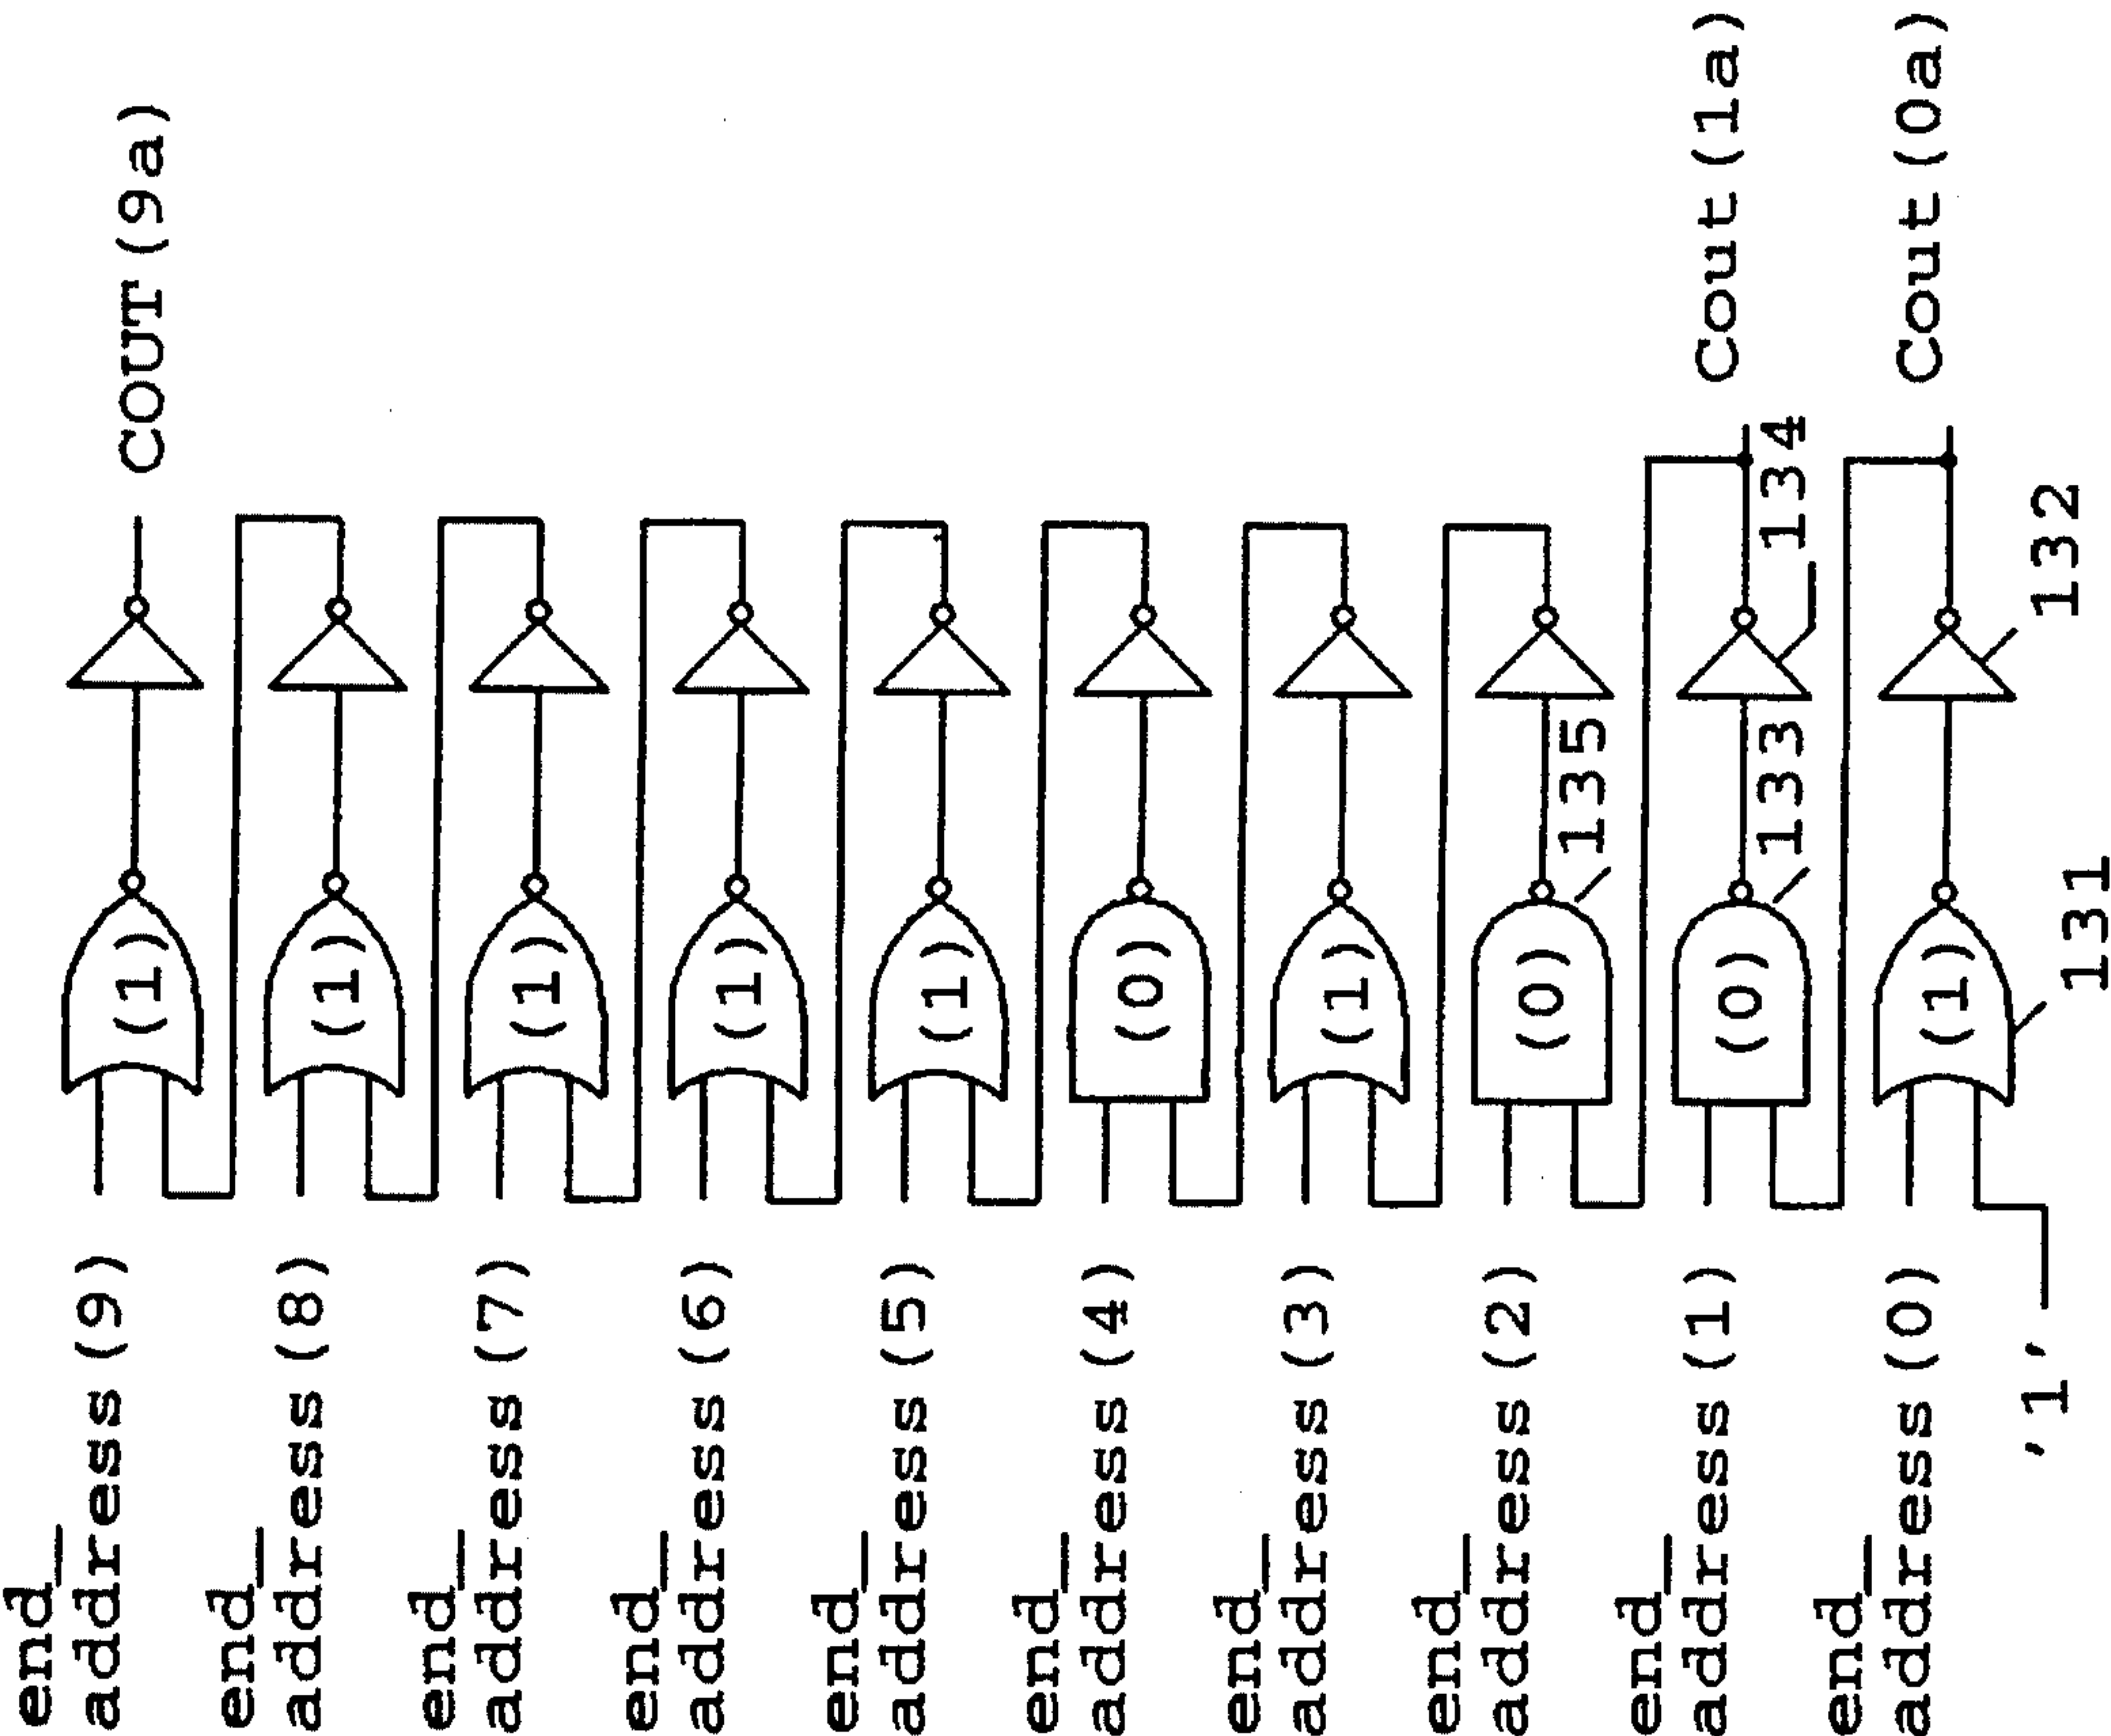 end_
address (9)
(1)
COUT (9a)
end_
address (8)
(1)
end_
address (7)
(1)
end_
address (6)
(1)
end_
address (5)
(1)
end_
address (4)
(0)
end_
address (3)
(1)
end_
address (2)
(0)
135
end_
address (1)
(0)
133
134
Cout (1a)
end_
address (0)
(1)
Cout (0a)
'1'
131
132